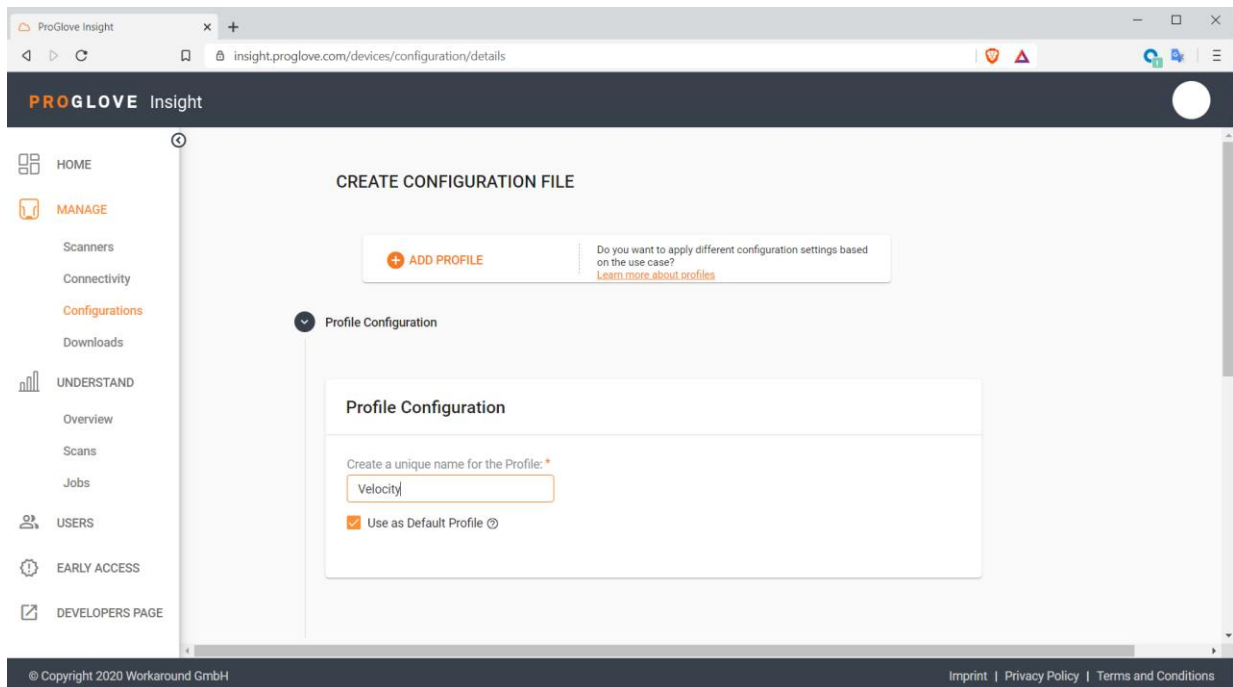 ProGlove Insight
insight.proglove.com/devices/configuration/details
PROGLOVE Insight
HOME
MANAGE
Scanners
Connectivity
Configurations
Downloads
UNDERSTAND
Overview
Scans
Jobs
USERS
EARLY ACCESS
DEVELOPERS PAGE
CREATE CONFIGURATION FILE
ADD PROFILE
Do you want to apply different configuration settings based
on the use case?
Learn more about profiles
Profile Configuration
Profile Configuration
Create a unique name for the Profile: *
Velocity
Use as Default Profile
© Copyright 2020 Workaround GmbH
Imprint | Privacy Policy | Terms and Conditions